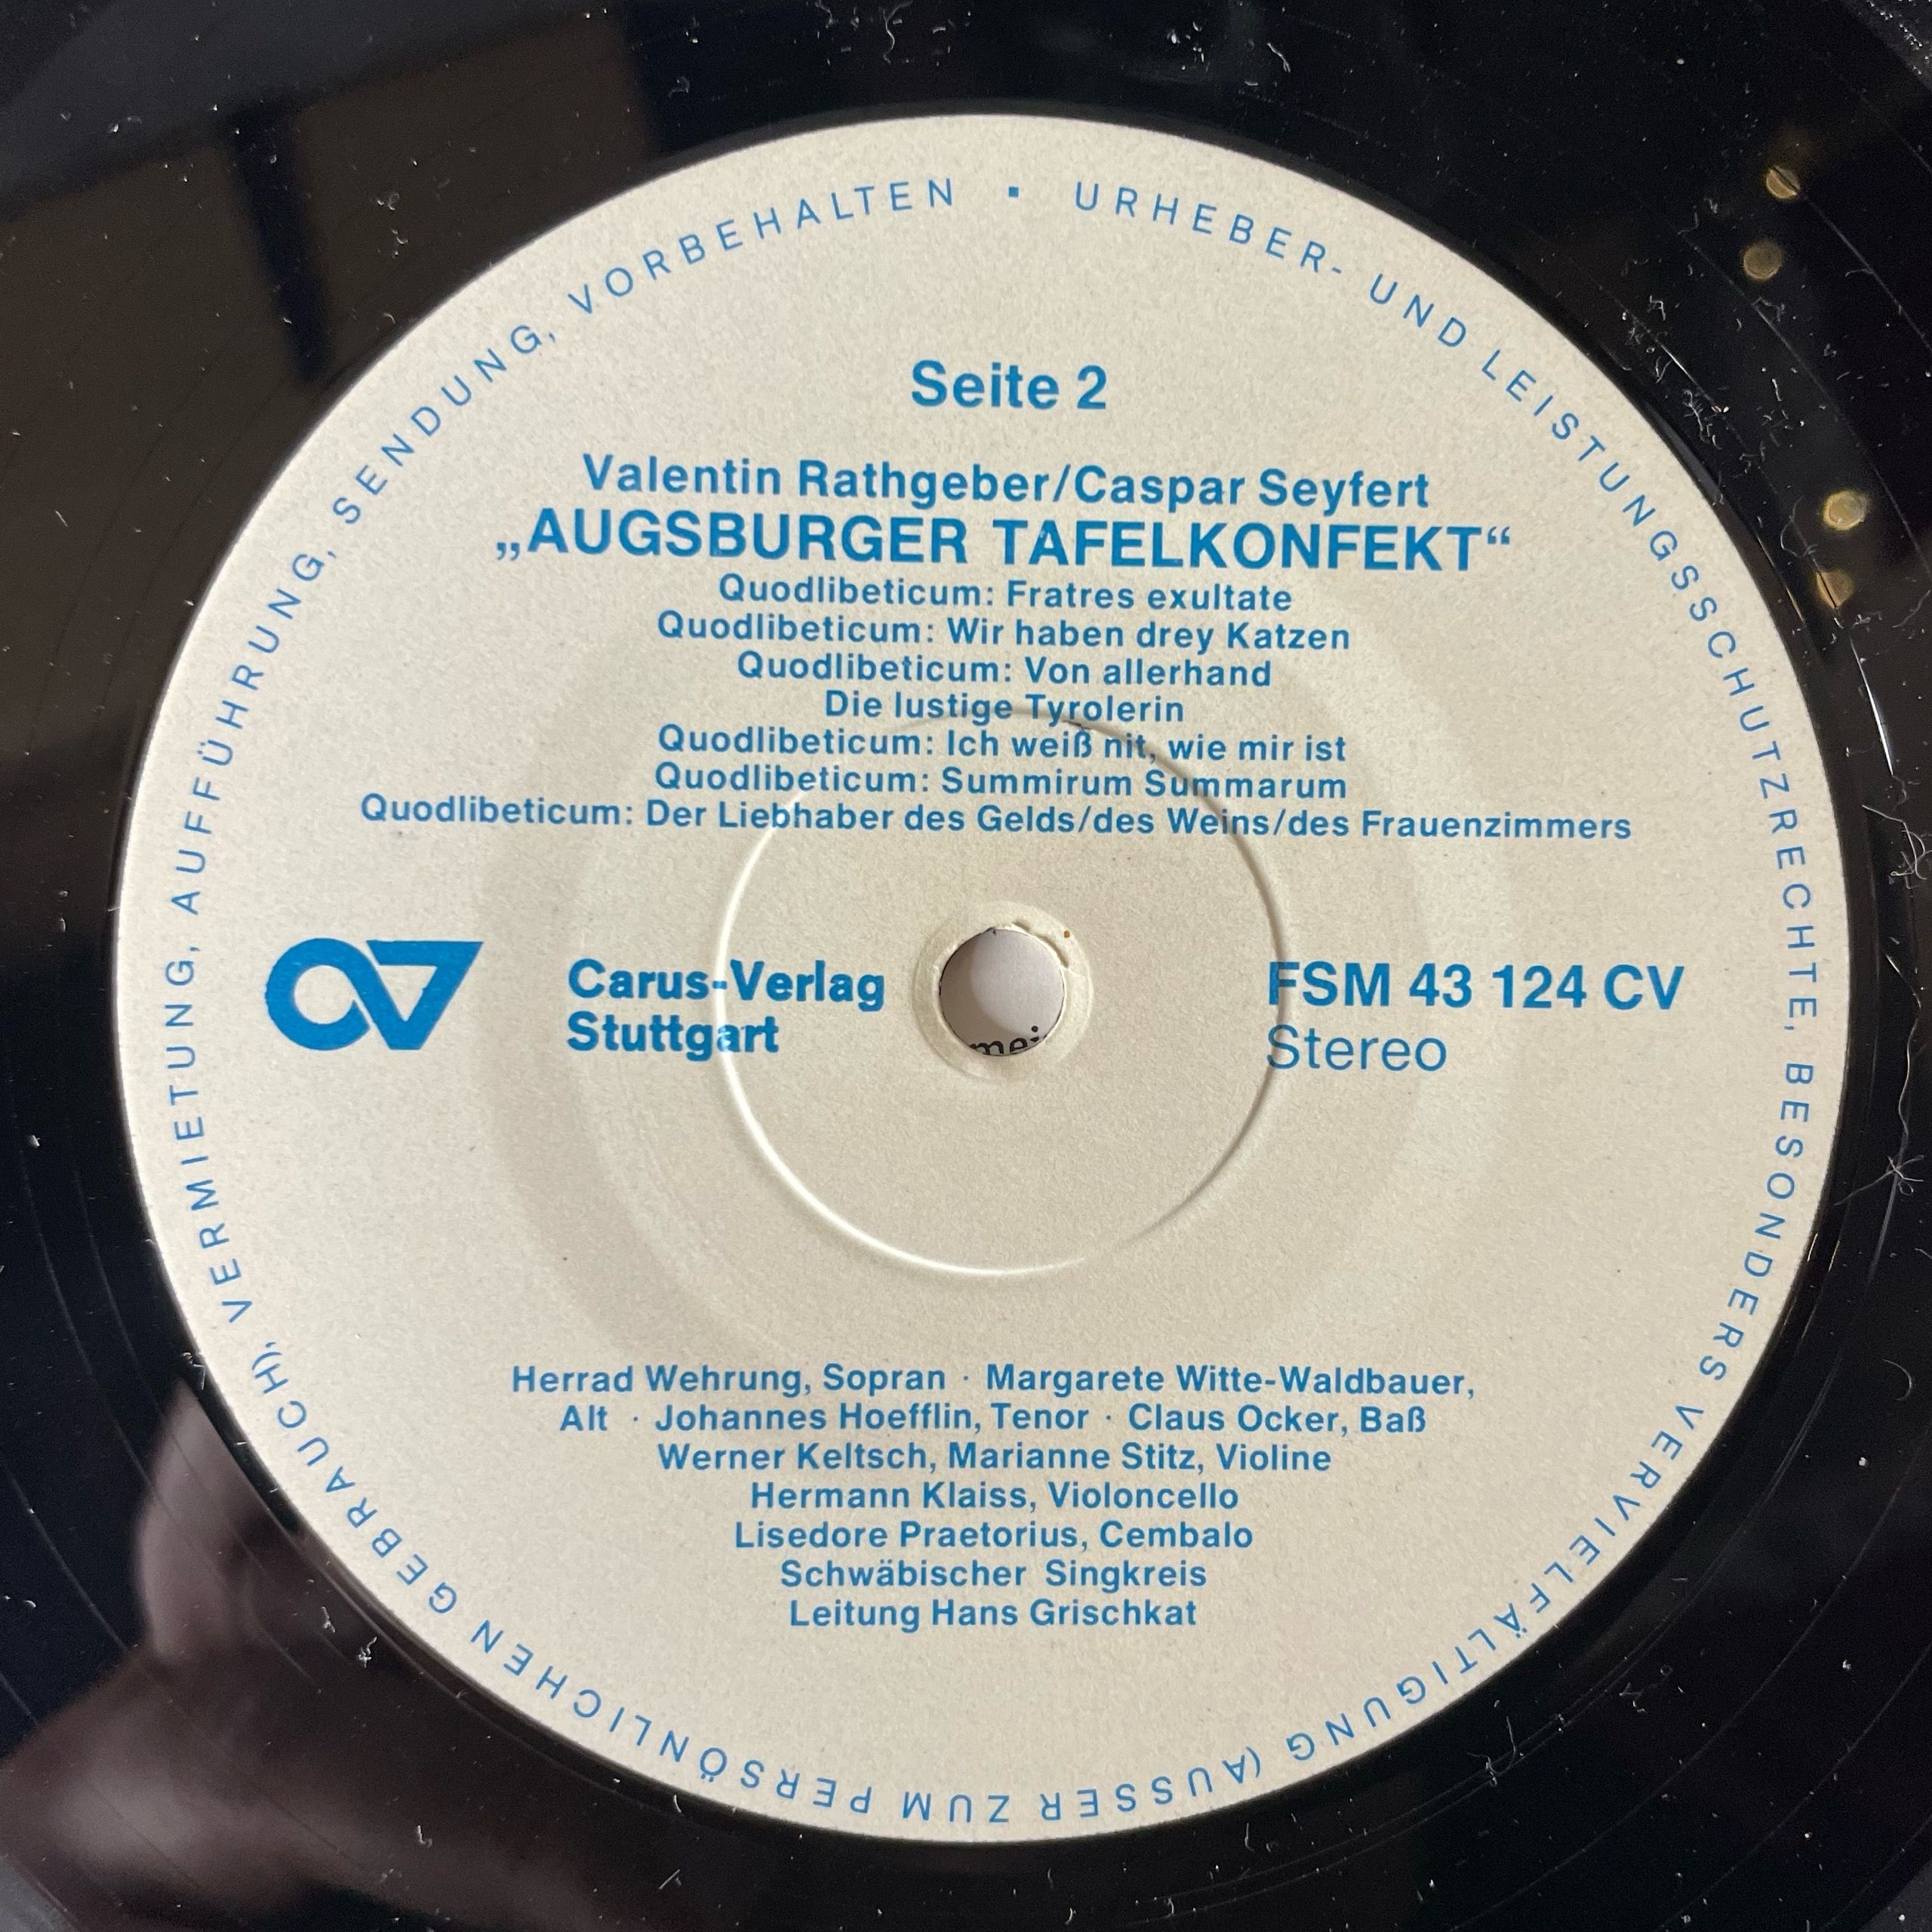 URHEBER- UND LEISTUNGSSCHUTZRECHTE, BESONDERS VERVIELFÄLTIGUNG (AUSSER ZUM PERSÖNLICHEN GEBRAUCH), VERMIETUNG, AUFFÜHRUNG, SENDUNG, VORBEHALTEN ▪
Seite 2
Valentin Rathgeber/Caspar Seyfert
„AUGSBURGER TAFELKONFEKT“
Quodlibeticum: Fratres exultate
Quodlibeticum: Wir haben drey Katzen
Quodlibeticum: Von allerhand
Die lustige Tyrolerin
Quodlibeticum: Ich weiß nit, wie mir ist
Quodlibeticum: Summirum Summarum
Quodlibeticum: Der Liebhaber des Gelds/des Weins/des Frauenzimmers
Carus-Verlag
Stuttgart
FSM 43 124 CV
Stereo
Herrad Wehrung, Sopran · Margarete Witte-Waldbauer,
Alt · Johannes Hoefflin, Tenor · Claus Ocker, Baß
Werner Keltsch, Marianne Stitz, Violine
Hermann Klaiss, Violoncello
Lisedore Praetorius, Cembalo
Schwäbischer Singkreis
Leitung Hans Grischkat